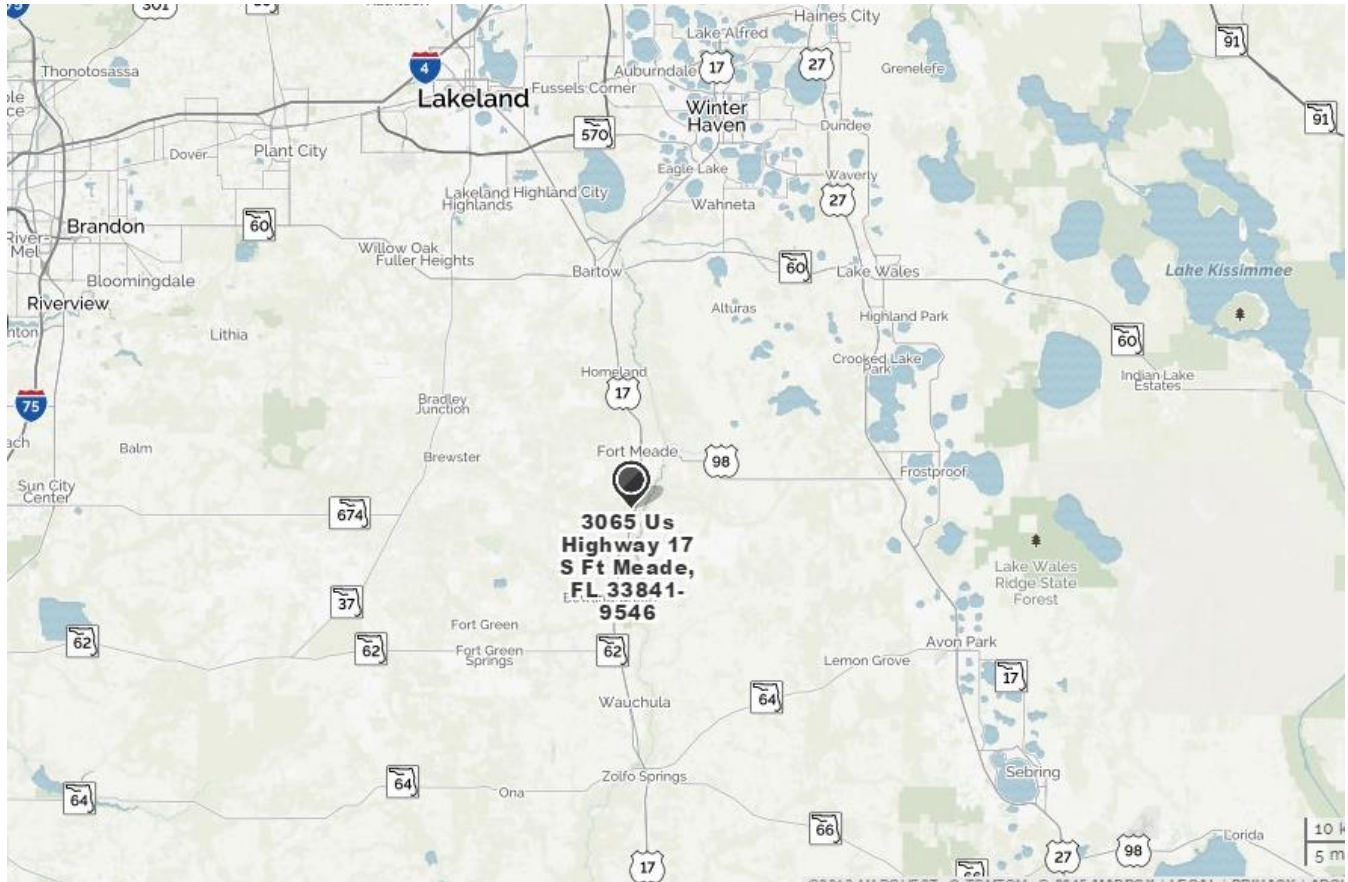 301
Haines City
Lake Alfred
91
4
17
27
Thonotosassa
Auburndale
Grenelefe
Fussels Corner
Lakeland
Winter
Haven
91
570
Dundee
Dover
Plant City
Eagle Lake
Waverly
Lakeland
Highlands
Highland City
27
Wahneta
60
Brandon
Willow Oak
Fuller Heights
Bartow
60
Lake Wales
Lake Kissimmee
Bloomingdale
Riverview
Alturas
Highland Park
Lithia
60
Crooked Lake
Park
Homeland
Indian Lake
Estates
17
75
Bradley
Junction
Balm
Brewster
Fort Meade
98
Frostproof
Sun City
Center
674
3065 Us
Highway 17
S Ft Meade,
FL 33841-
9546
Lake Wales
Ridge State
Forest
37
Fort Green
62
62
Fort Green
Springs
62
Avon Park
Lemon Grove
17
64
Wauchula
Zolfo Springs
Sebring
64
64
Ona
66
Lorida
10
5
17
27
98